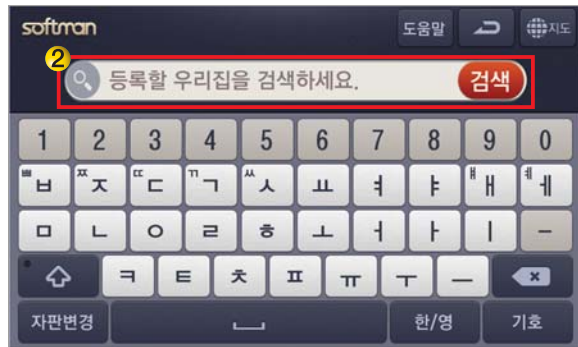 softman 도움말 지도
2
등록할 우리집을 검색하세요. 검색
1 2 3 4 5 6 7 8 9 0
ㅃ ㅂ ㅉ ㅈ ㄸ ㄷ ㄲ ㄱ ㅆ ㅅ ㅛ ㅕ ㅑ ㅒ ㅐ ㅖ ㅔ
ㅁ ㄴ ㅇ ㄹ ㅎ ㅗ ㅓ ㅏ ㅣ -
ㅋ ㅌ ㅊ ㅍ ㅠ ㅜ ㅡ
자판변경 한/영 기호